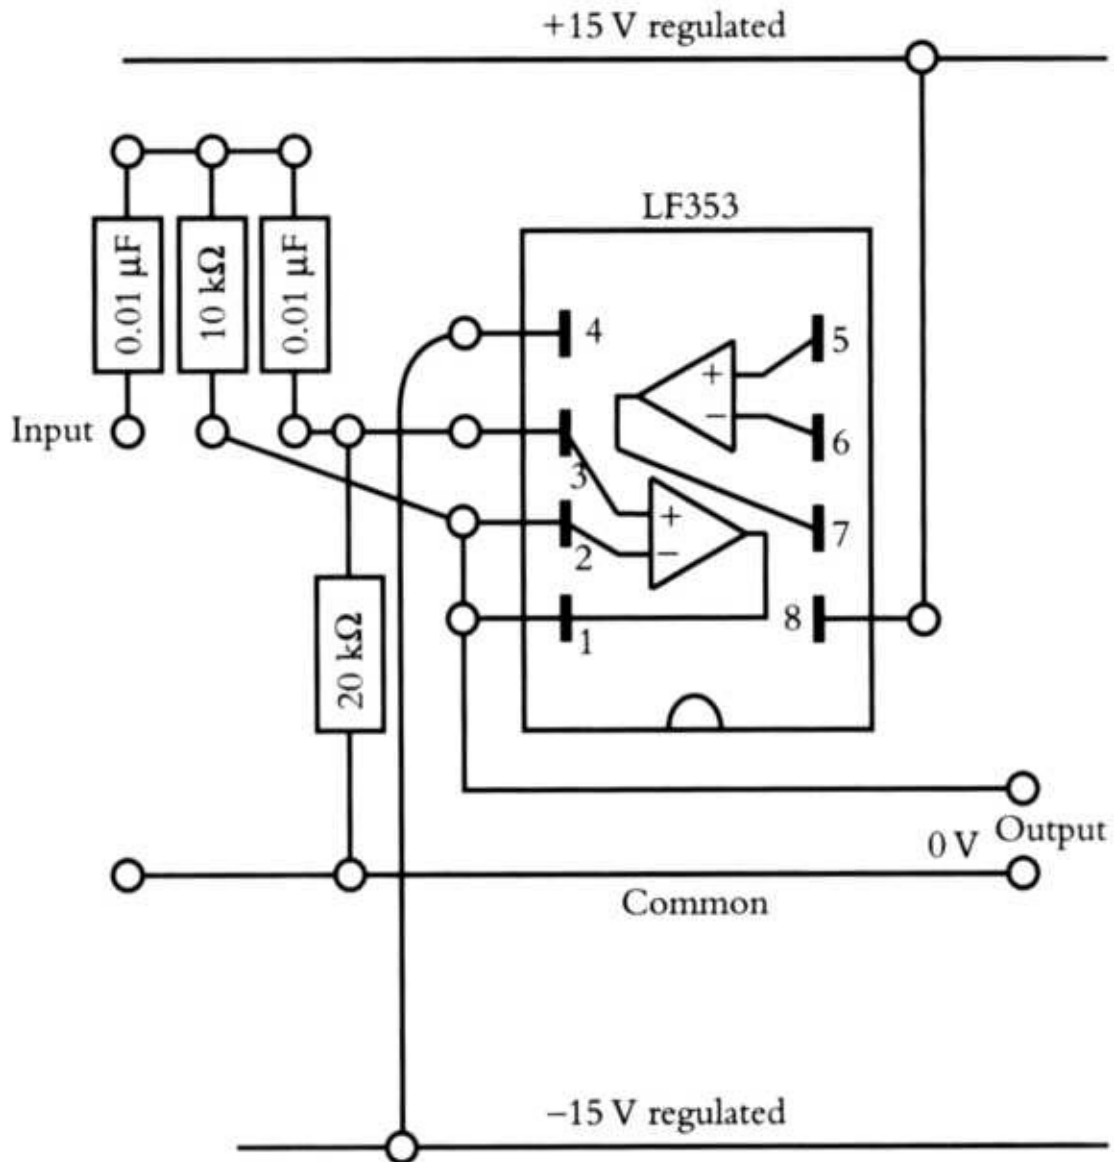 +15 V regulated
LF353
0.01 µF
10 kΩ
0.01 µF
4
5
+
−
Input
3
6
+
7
−
2
20 kΩ
8
1
Output
0 V
Common
−15 V regulated